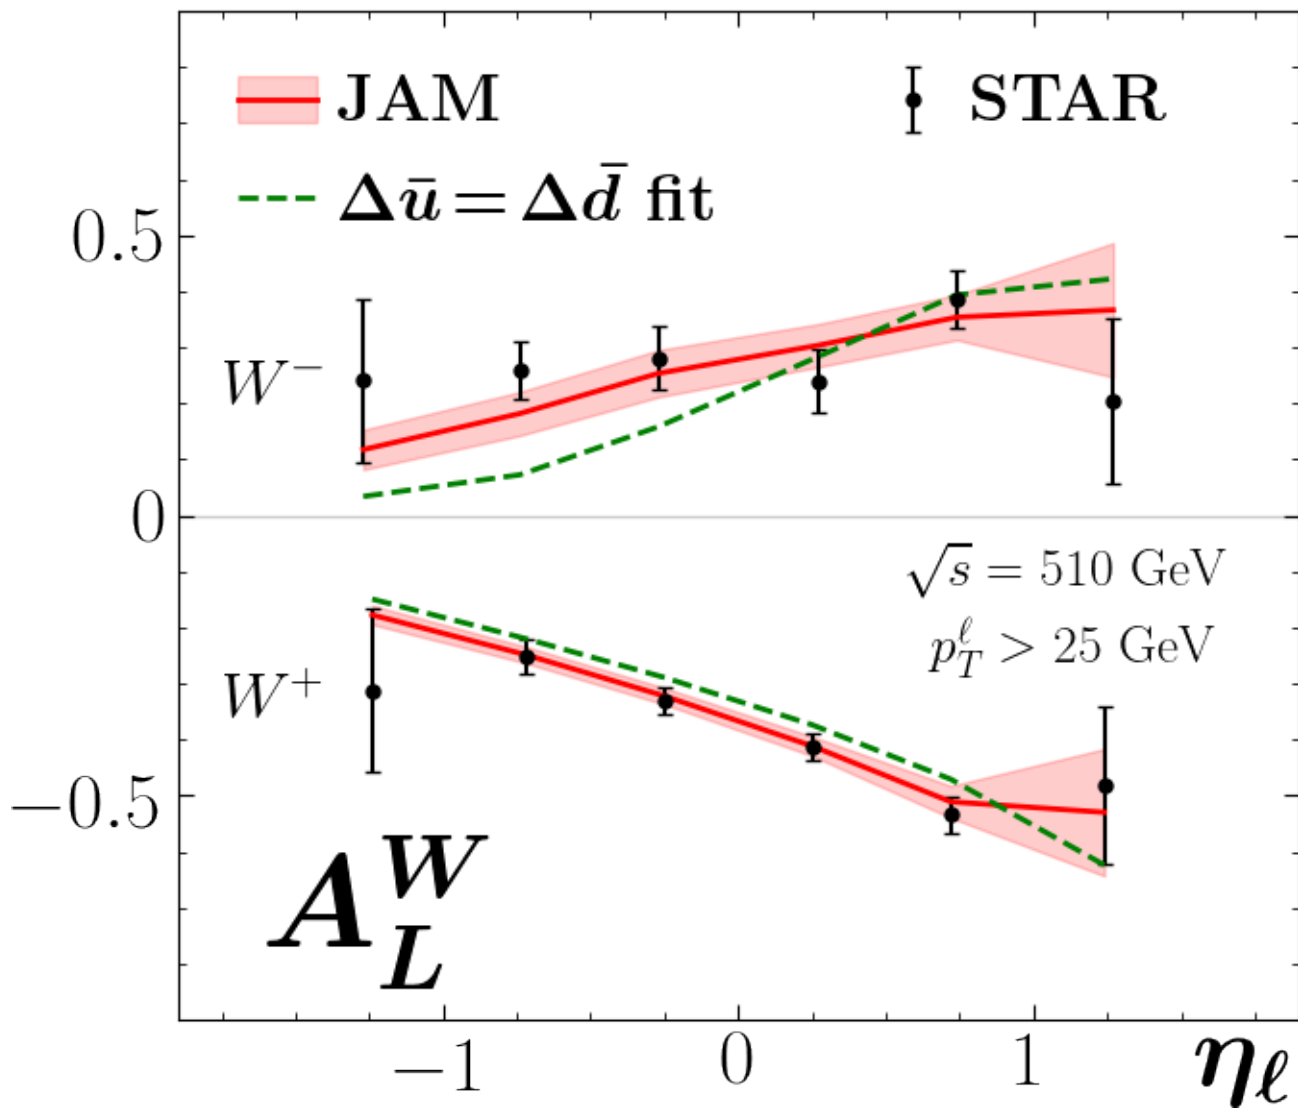 JAM
STAR
Δū = Δd̄ fit
0.5
W⁻
0
√s = 510 GeV
p_T^ℓ > 25 GeV
W⁺
−0.5
A_L^W
−1 0 1 η_ℓ